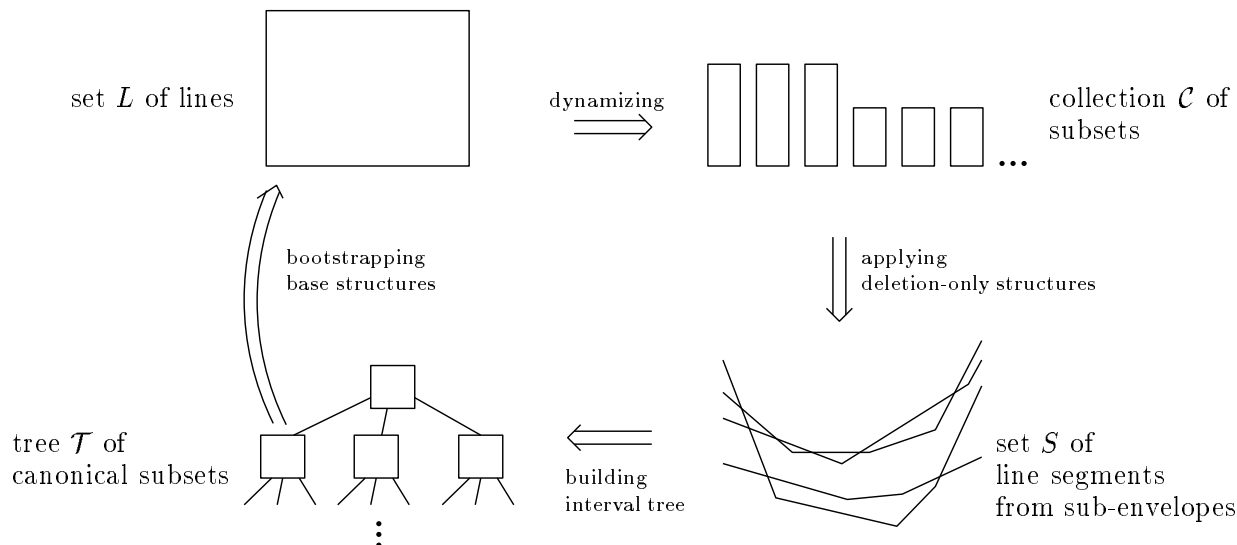 set L of lines
dynamizing
collection C of
subsets
bootstrapping
base structures
applying
deletion-only structures
tree T of
canonical subsets
building
interval tree
set S of
line segments
from sub-envelopes